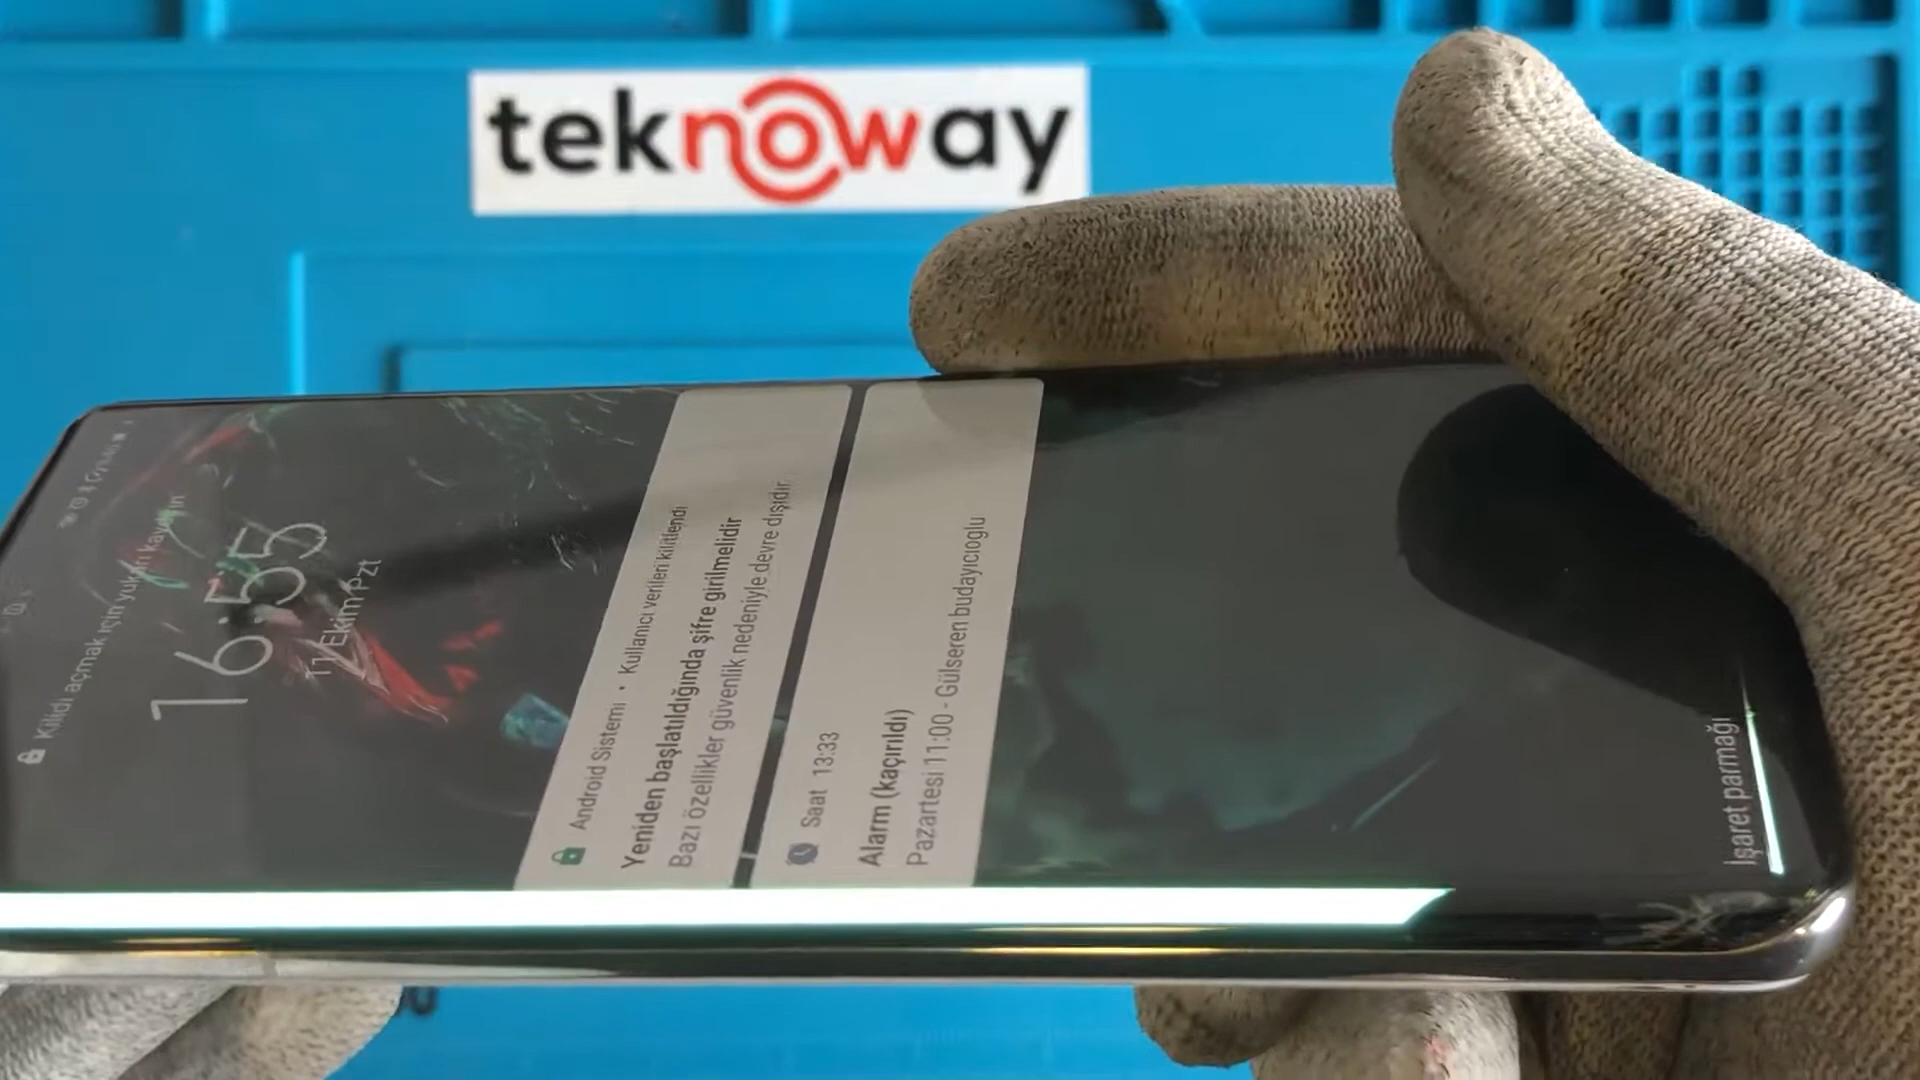 teknoway
Kilidi açmak için yukarı kaydırın
16:55
11 Ekim Pzt
Android Sistemi • Kullanıcı verileri kilitlendi
Yeniden başlatıldığında şifre girilmelidir
Bazı özellikler güvenlik nedeniyle devre dışıdır.
Saat 13:33
Alarm (kaçırıldı)
Pazartesi 11:00 - Gülseren budayıcıoglu
İşaret parmağı